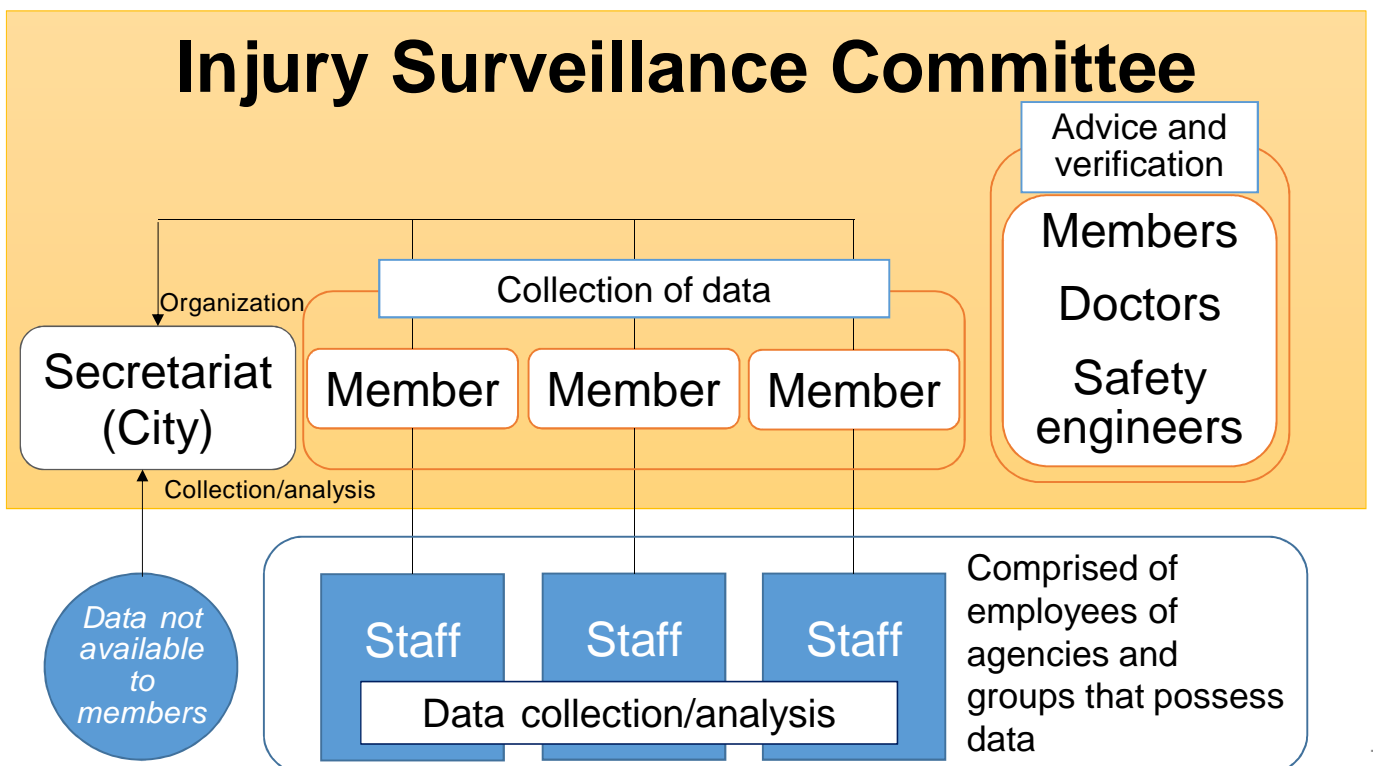 Injury Surveillance Committee
Advice and
verification
Members
Doctors
Safety
engineers
Collection of data
Organization
Secretariat
(City)
Member
Member
Member
Collection/analysis
Data not
available
to
members
Staff
Staff
Staff
Data collection/analysis
Comprised of
employees of
agencies and
groups that possess
data